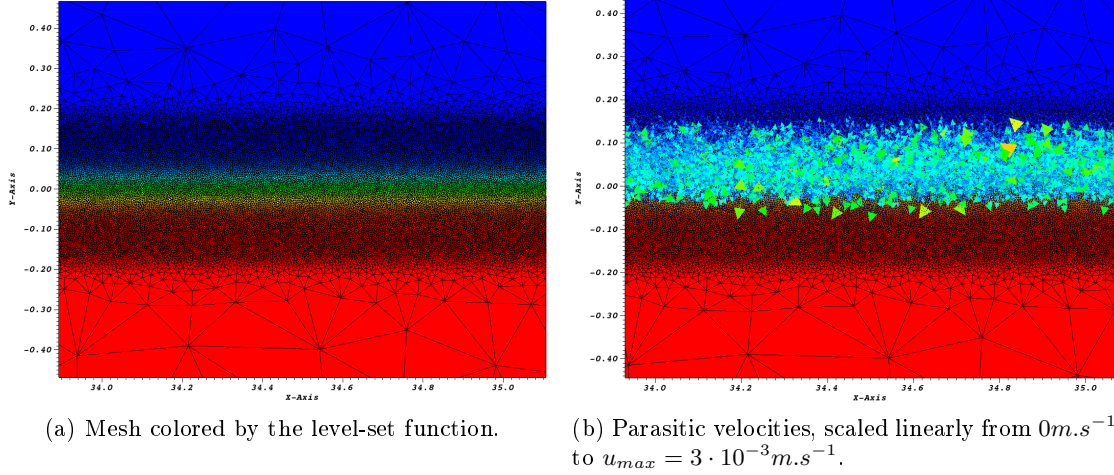 0.40
0.30
0.20
0.10
0.00
-0.10
-0.20
-0.30
-0.40
Y-Axis
34.0 34.2 34.4 34.6 34.8 35.0
X-Axis
0.40
0.30
0.20
0.10
0.00
-0.10
-0.20
-0.30
-0.40
Y-Axis
34.0 34.2 34.4 34.6 34.8 35.0
X-Axis
(a) Mesh colored by the level-set function.
(b) Parasitic velocities, scaled linearly from 0m.s⁻¹
to u_max = 3 · 10⁻³m.s⁻¹.